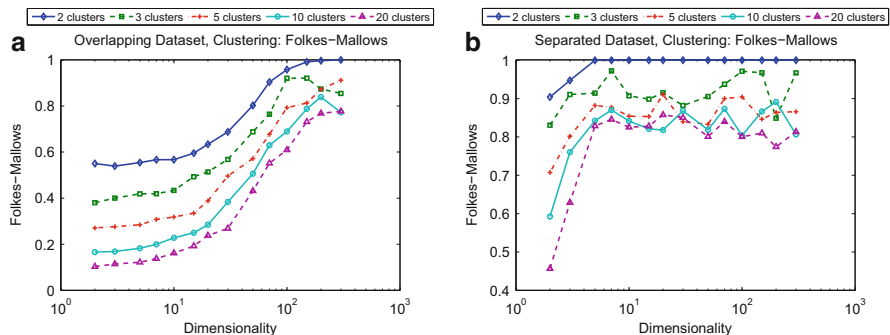 2 clusters 3 clusters 5 clusters 10 clusters 20 clusters
a
Overlapping Dataset, Clustering: Folkes−Mallows
Folkes−Mallows
1
0.8
0.6
0.4
0.2
0
10^0 10^1 10^2 10^3
Dimensionality
2 clusters 3 clusters 5 clusters 10 clusters 20 clusters
b
Separated Dataset, Clustering: Folkes−Mallows
Folkes−Mallows
1
0.9
0.8
0.7
0.6
0.5
0.4
10^0 10^1 10^2 10^3
Dimensionality